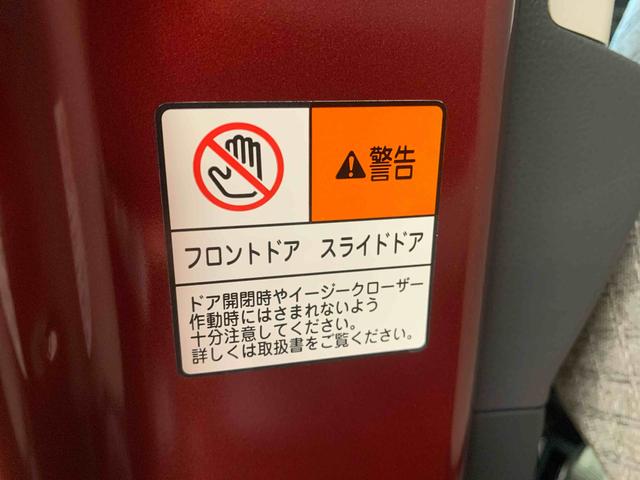 警告
フロントドア　スライドドア
ドア開閉時やイージークローザー
作動時にはさまれないよう
十分注意してください。
詳しくは取扱書をご覧ください。